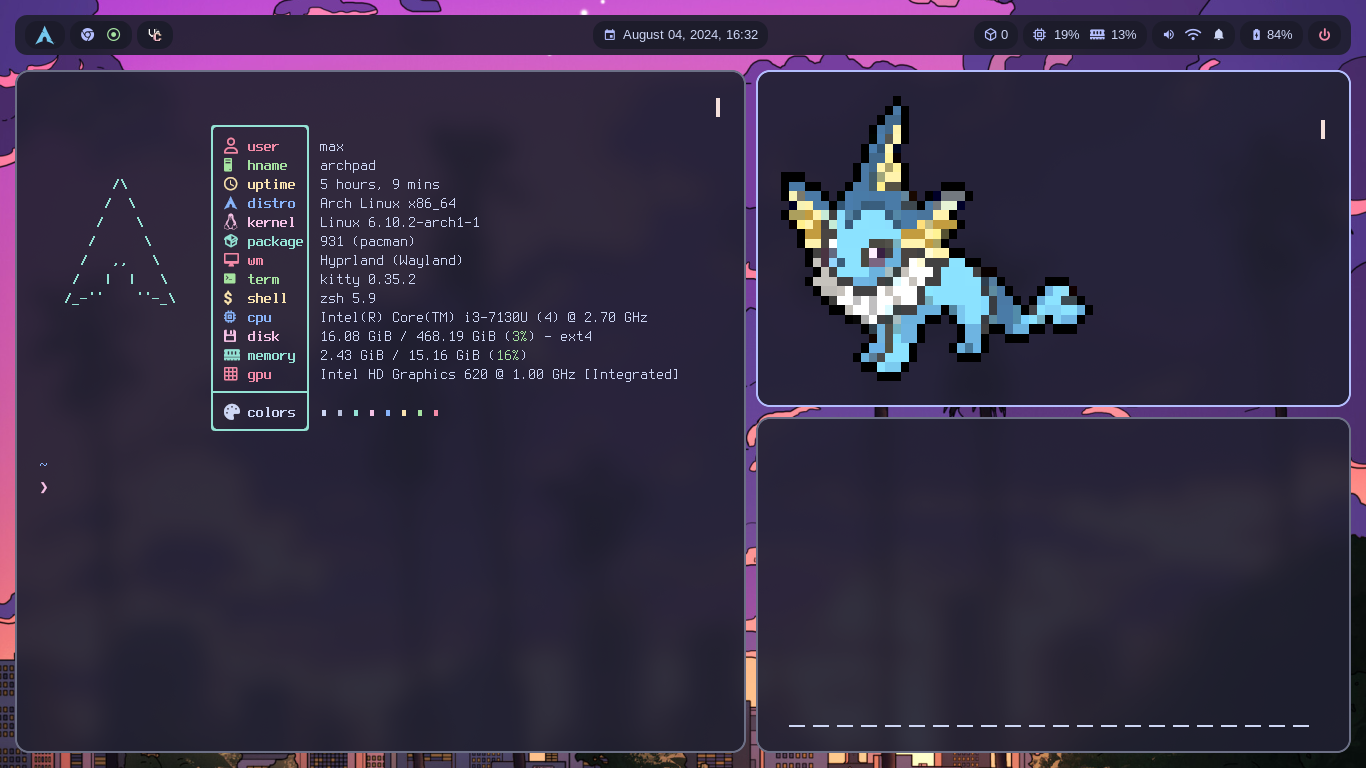 August 04, 2024, 16:32
0
19%
13%
84%
user max
hname archpad
uptime 5 hours, 9 mins
distro Arch Linux x86_64
kernel Linux 6.10.2-arch1-1
package 931 (pacman)
wm Hyprland (Wayland)
term kitty 0.35.2
shell zsh 5.9
cpu Intel(R) Core(TM) i3-7130U (4) @ 2.70 GHz
disk 16.08 GiB / 468.19 GiB (3%) - ext4
memory 2.43 GiB / 15.16 GiB (16%)
gpu Intel HD Graphics 620 @ 1.00 GHz [Integrated]
colors
~
❯